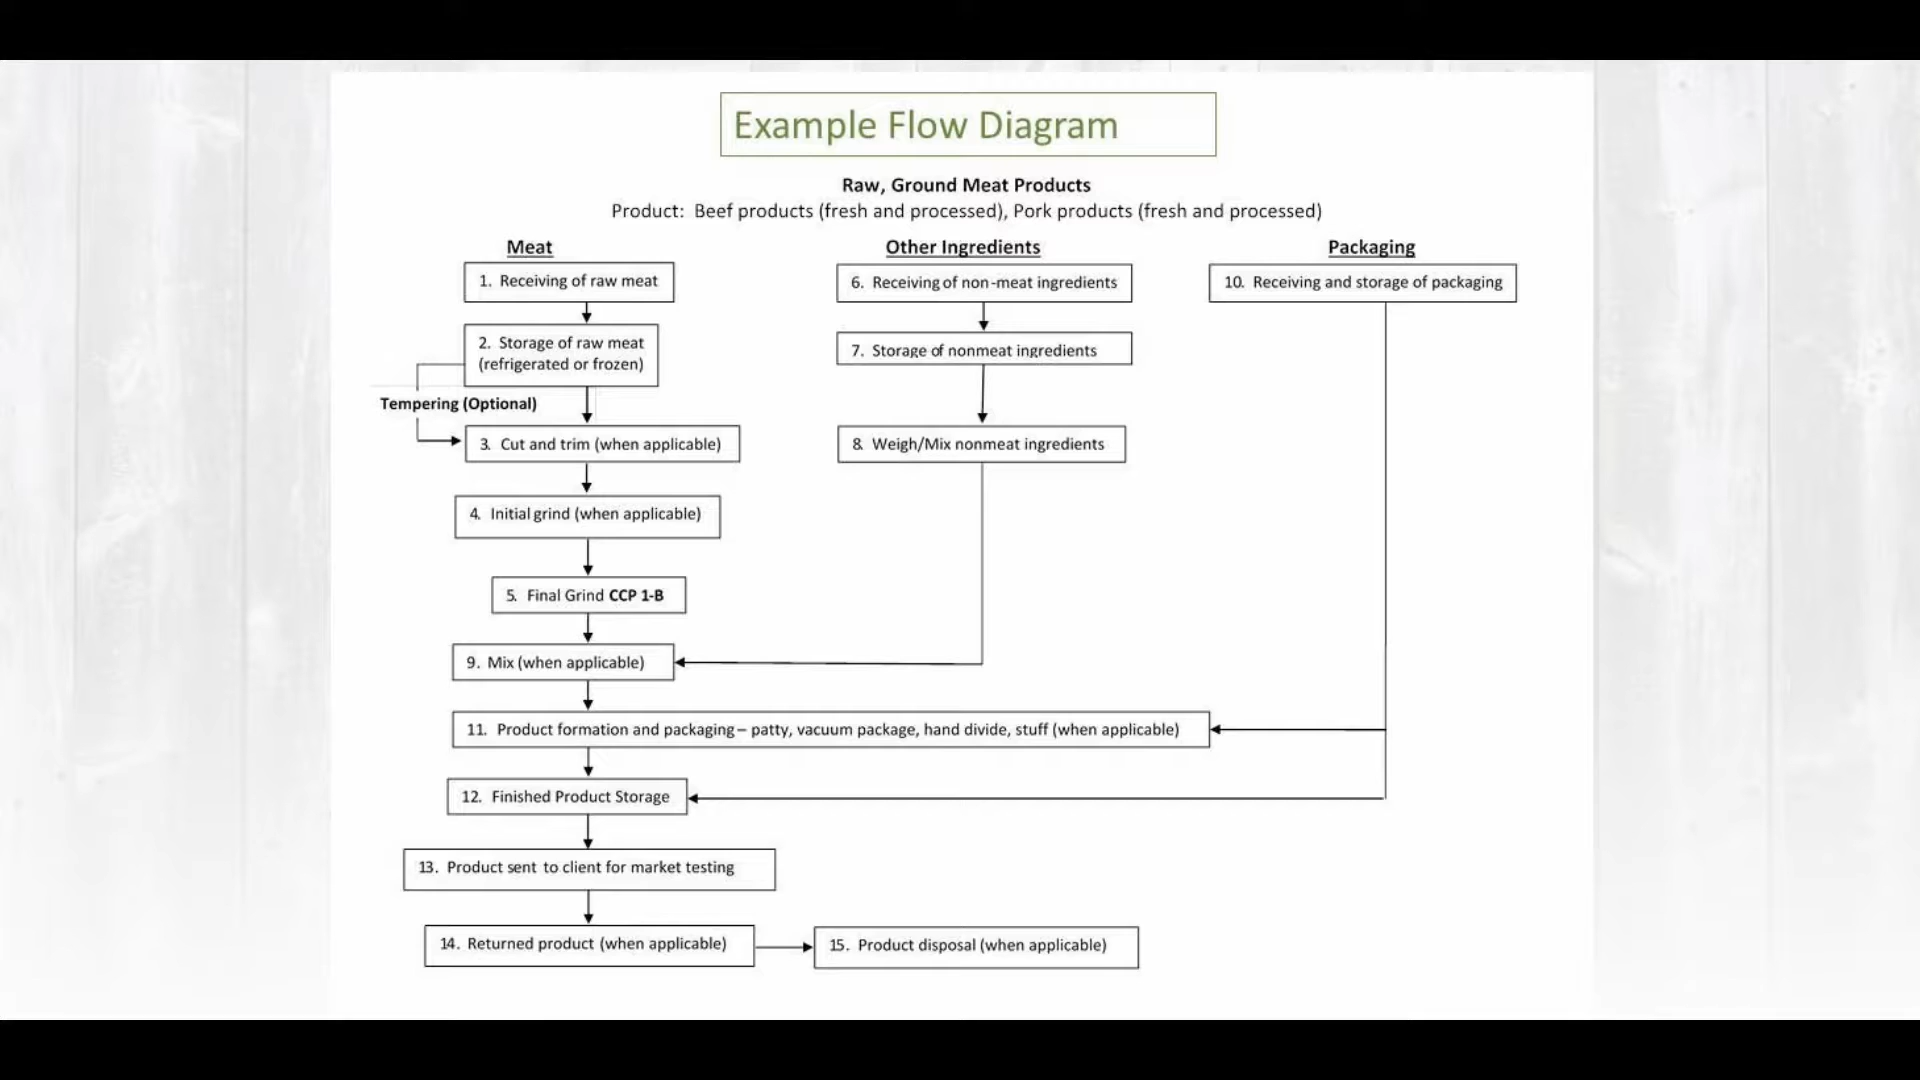 Example Flow Diagram
Raw, Ground Meat Products
Product: Beef products (fresh and processed), Pork products (fresh and processed)
Meat
1. Receiving of raw meat
2. Storage of raw meat
(refrigerated or frozen)
Tempering (Optional)
3. Cut and trim (when applicable)
4. Initial grind (when applicable)
5. Final Grind CCP 1-B
Other Ingredients
6. Receiving of non-meat ingredients
7. Storage of nonmeat ingredients
8. Weigh/Mix nonmeat ingredients
9. Mix (when applicable)
Packaging
10. Receiving and storage of packaging
11. Product formation and packaging – patty, vacuum package, hand divide, stuff (when applicable)
12. Finished Product Storage
13. Product sent to client for market testing
14. Returned product (when applicable)
15. Product disposal (when applicable)